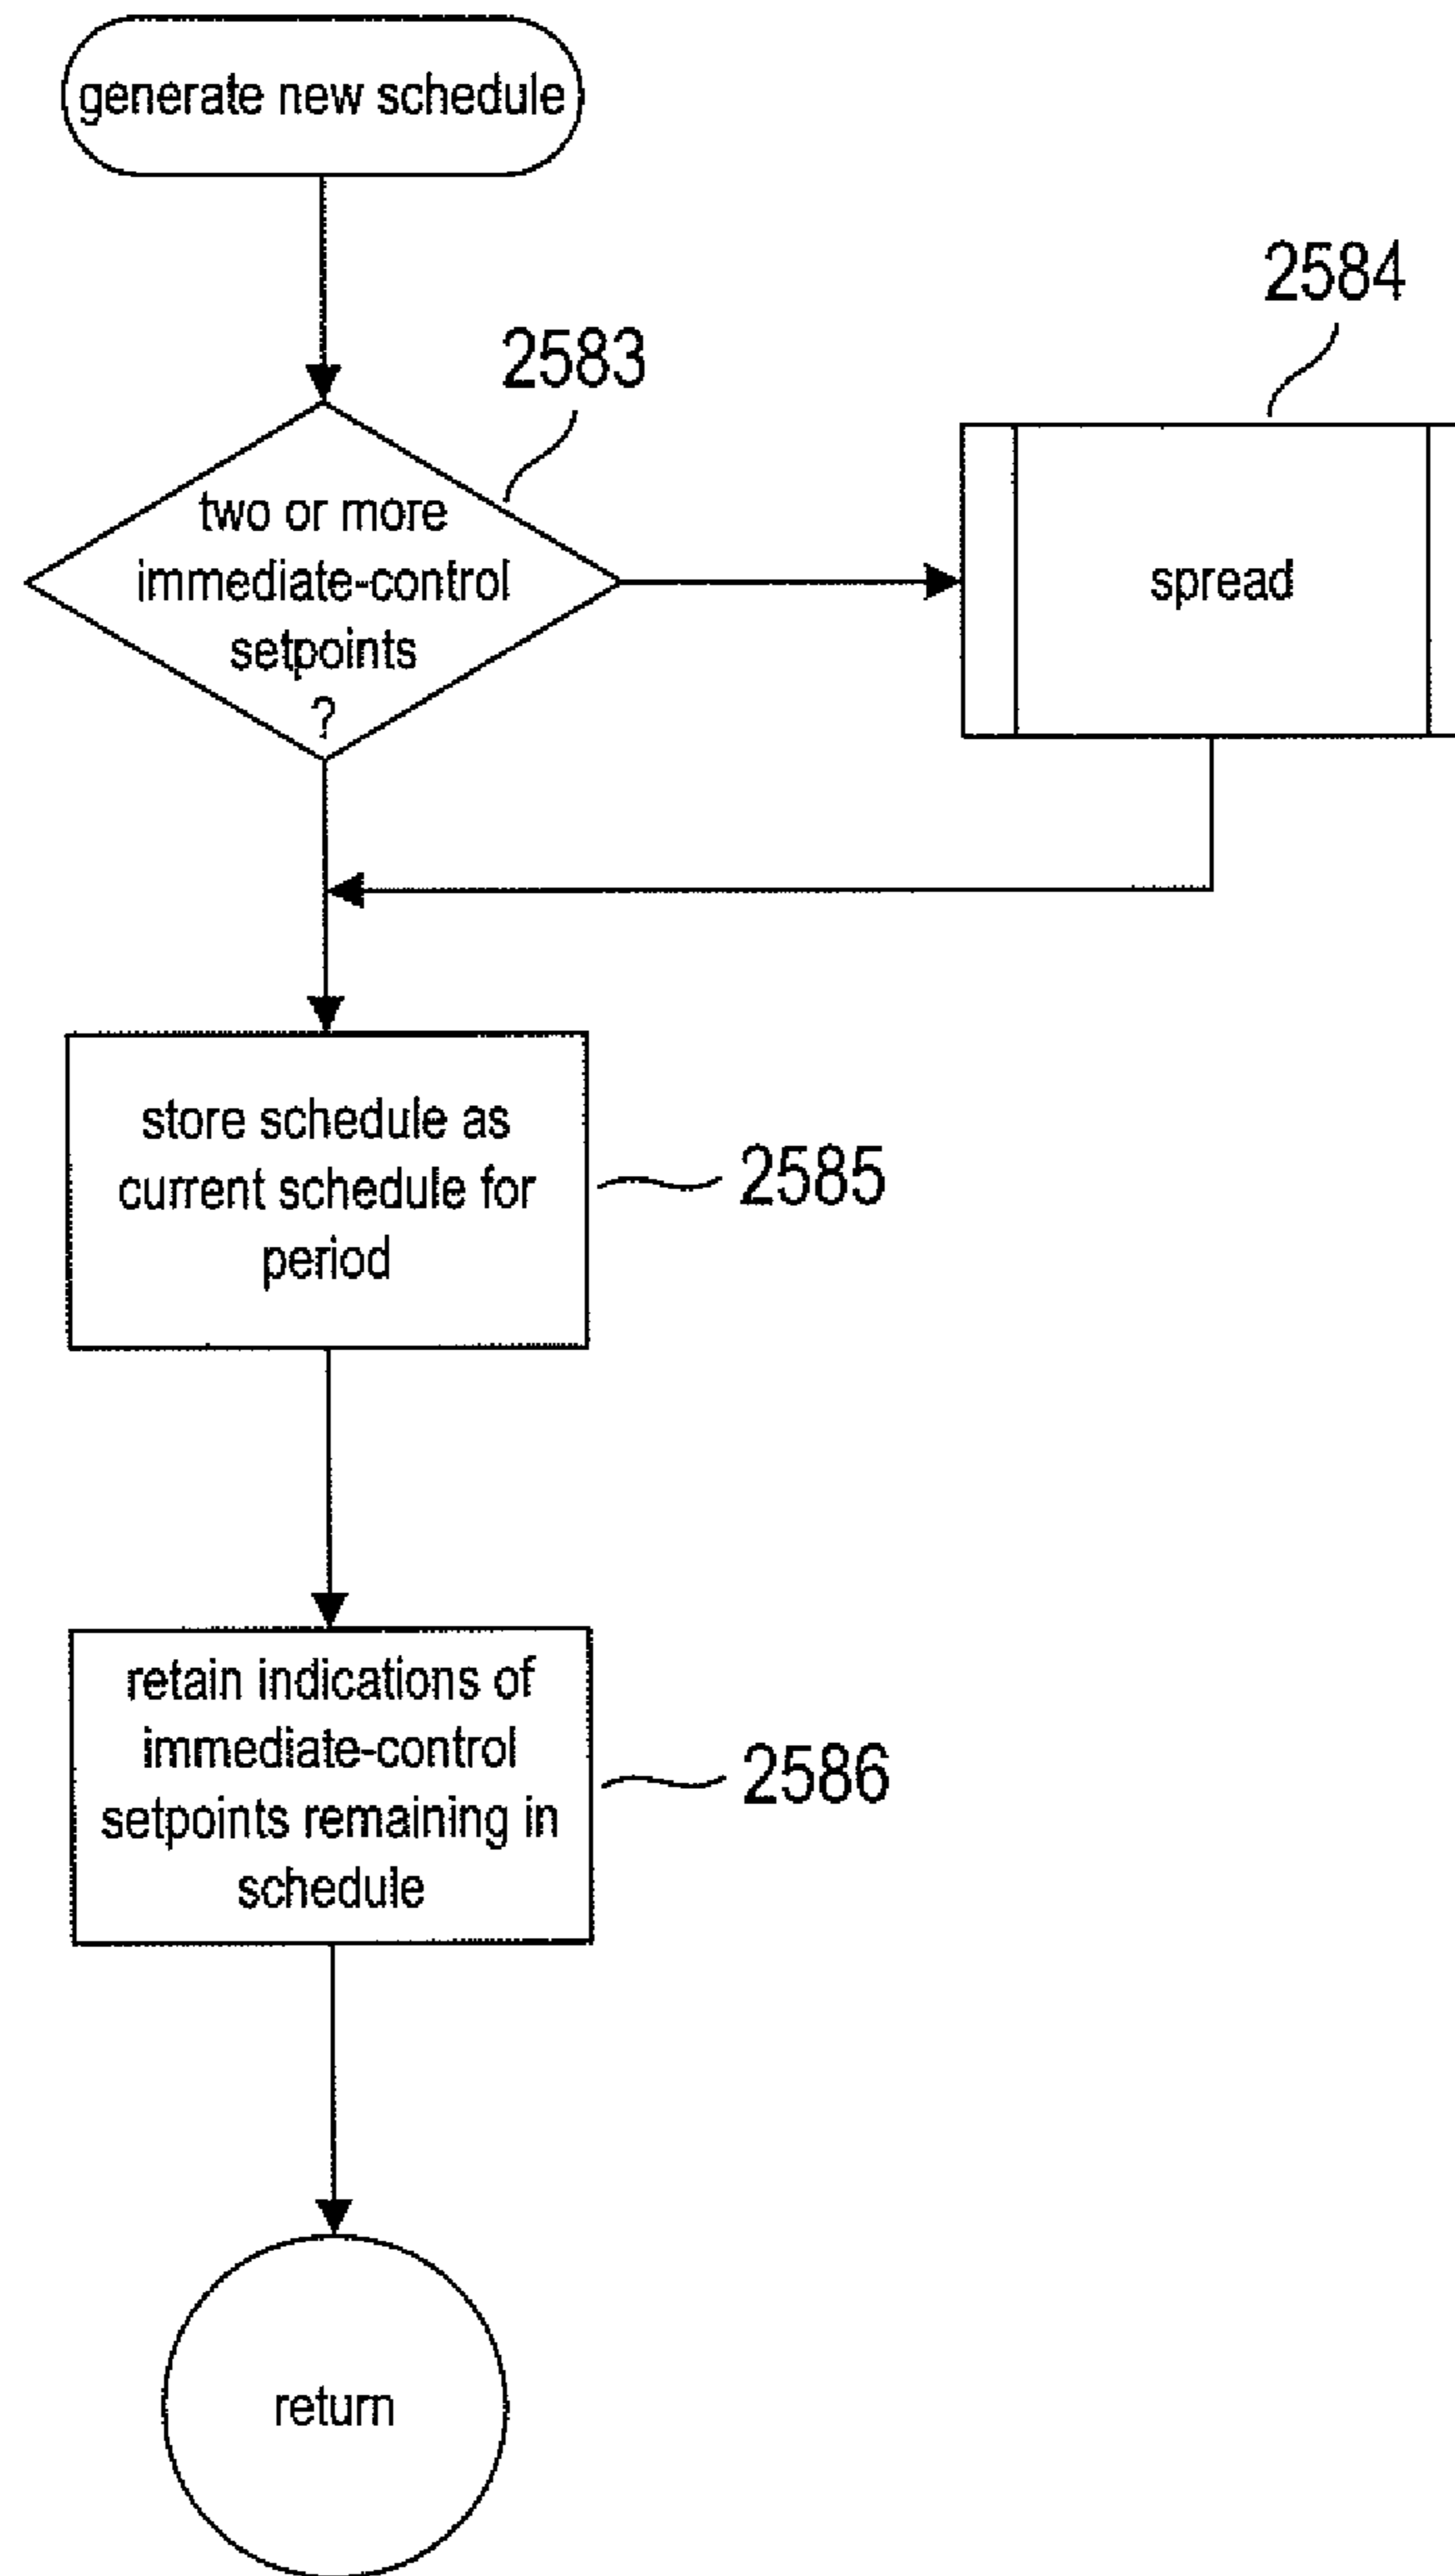 generate new schedule
2584
2583
two or more
immediate-control
setpoints
?
spread
store schedule as
current schedule for
period
2585
retain indications of
immediate-control
setpoints remaining in
schedule
2586
return